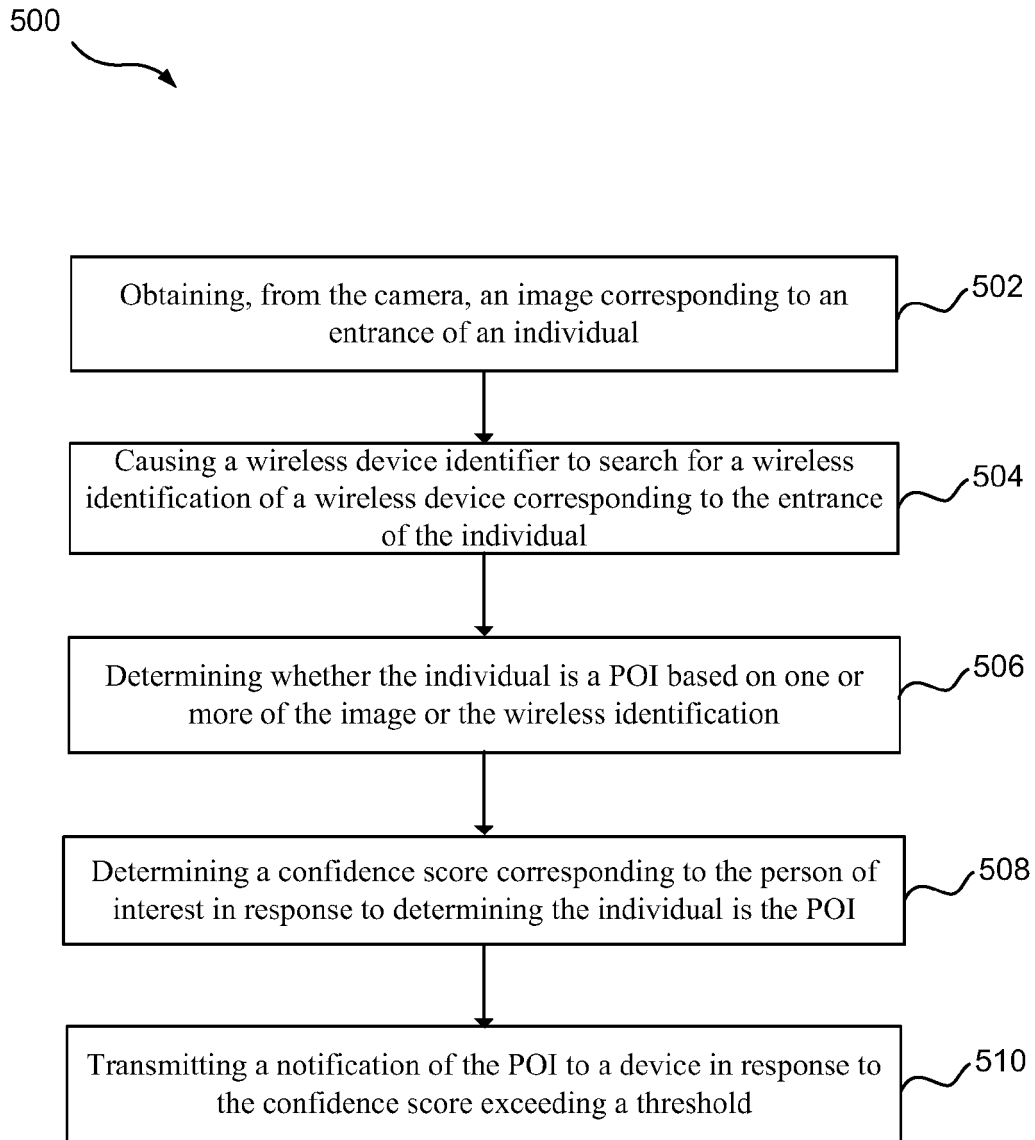 500
Obtaining, from the camera, an image corresponding to an
entrance of an individual
502
Causing a wireless device identifier to search for a wireless
identification of a wireless device corresponding to the entrance
of the individual
504
Determining whether the individual is a POI based on one or
more of the image or the wireless identification
506
Determining a confidence score corresponding to the person of
interest in response to determining the individual is the POI
508
Transmitting a notification of the POI to a device in response to
the confidence score exceeding a threshold
510